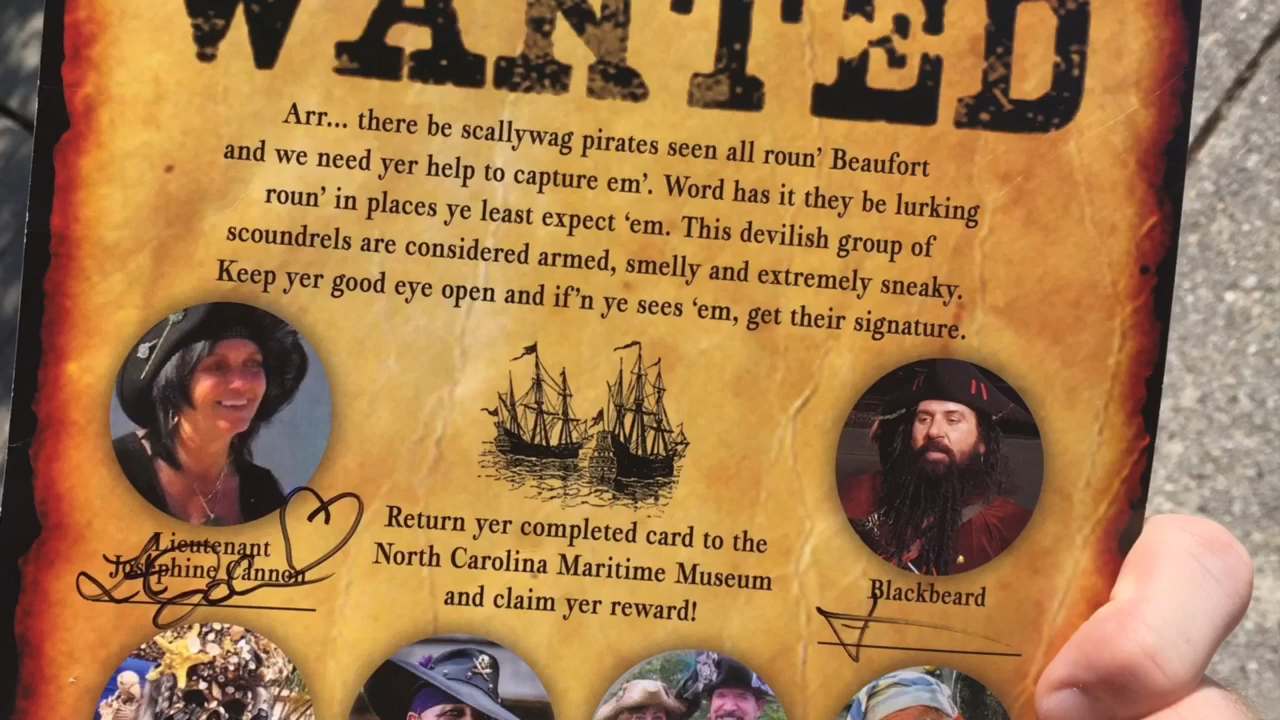 WANTED
Arr... there be scallywag pirates seen all roun’ Beaufort
and we need yer help to capture em’. Word has it they be lurking
roun’ in places ye least expect ‘em. This devilish group of
scoundrels are considered armed, smelly and extremely sneaky.
Keep yer good eye open and if’n ye sees ‘em, get their signature.
Lieutenant
Josephine Cannon
Return yer completed card to the
North Carolina Maritime Museum
and claim yer reward!
Blackbeard